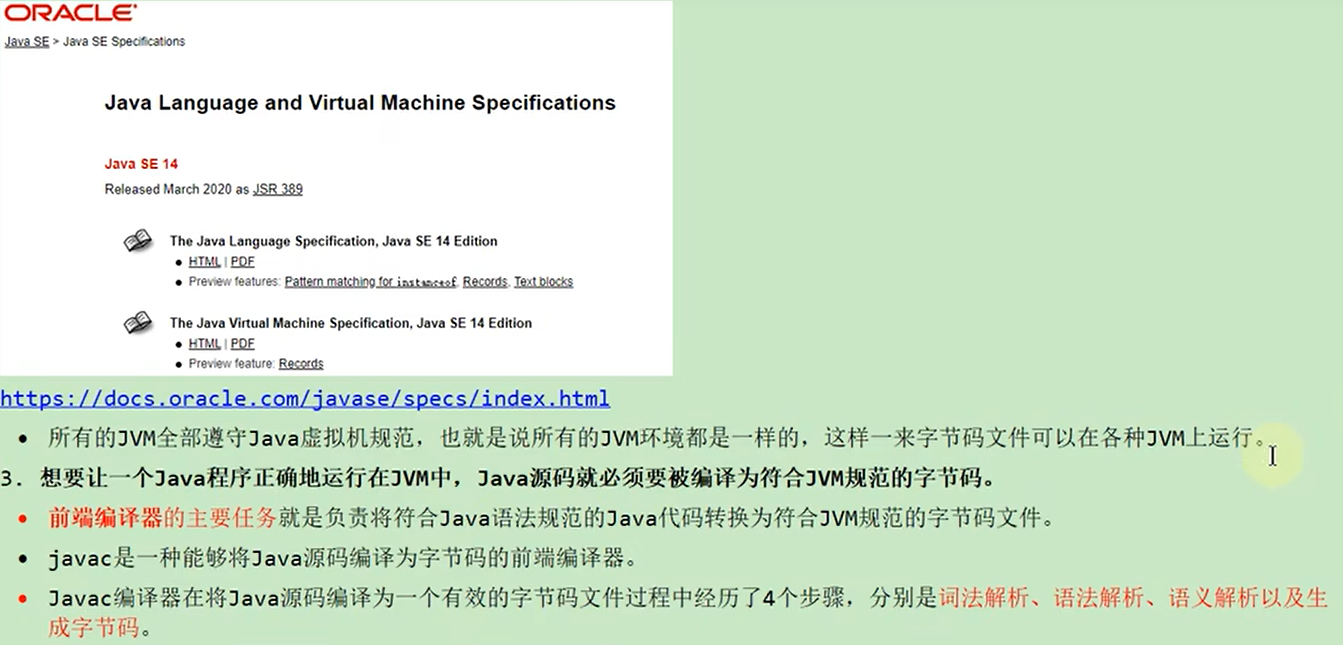 ORACLE
Java SE > Java SE Specifications
Java Language and Virtual Machine Specifications
Java SE 14
Released March 2020 as JSR 389
The Java Language Specification, Java SE 14 Edition
• HTML | PDF
• Preview features: Pattern matching for instanceof, Records, Text blocks
The Java Virtual Machine Specification, Java SE 14 Edition
• HTML | PDF
• Preview feature: Records
https://docs.oracle.com/javase/specs/index.html
• 所有的JVM全部遵守Java虚拟机规范，也就是说所有的JVM环境都是一样的，这样一来字节码文件可以在各种JVM上运行。
3. 想要让一个Java程序正确地运行在JVM中，Java源码就必须要被编译为符合JVM规范的字节码。
• 前端编译器的主要任务就是负责将符合Java语法规范的Java代码转换为符合JVM规范的字节码文件。
• javac是一种能够将Java源码编译为字节码的前端编译器。
• Javac编译器在将Java源码编译为一个有效的字节码文件过程中经历了4个步骤，分别是词法解析、语法解析、语义解析以及生
成字节码。